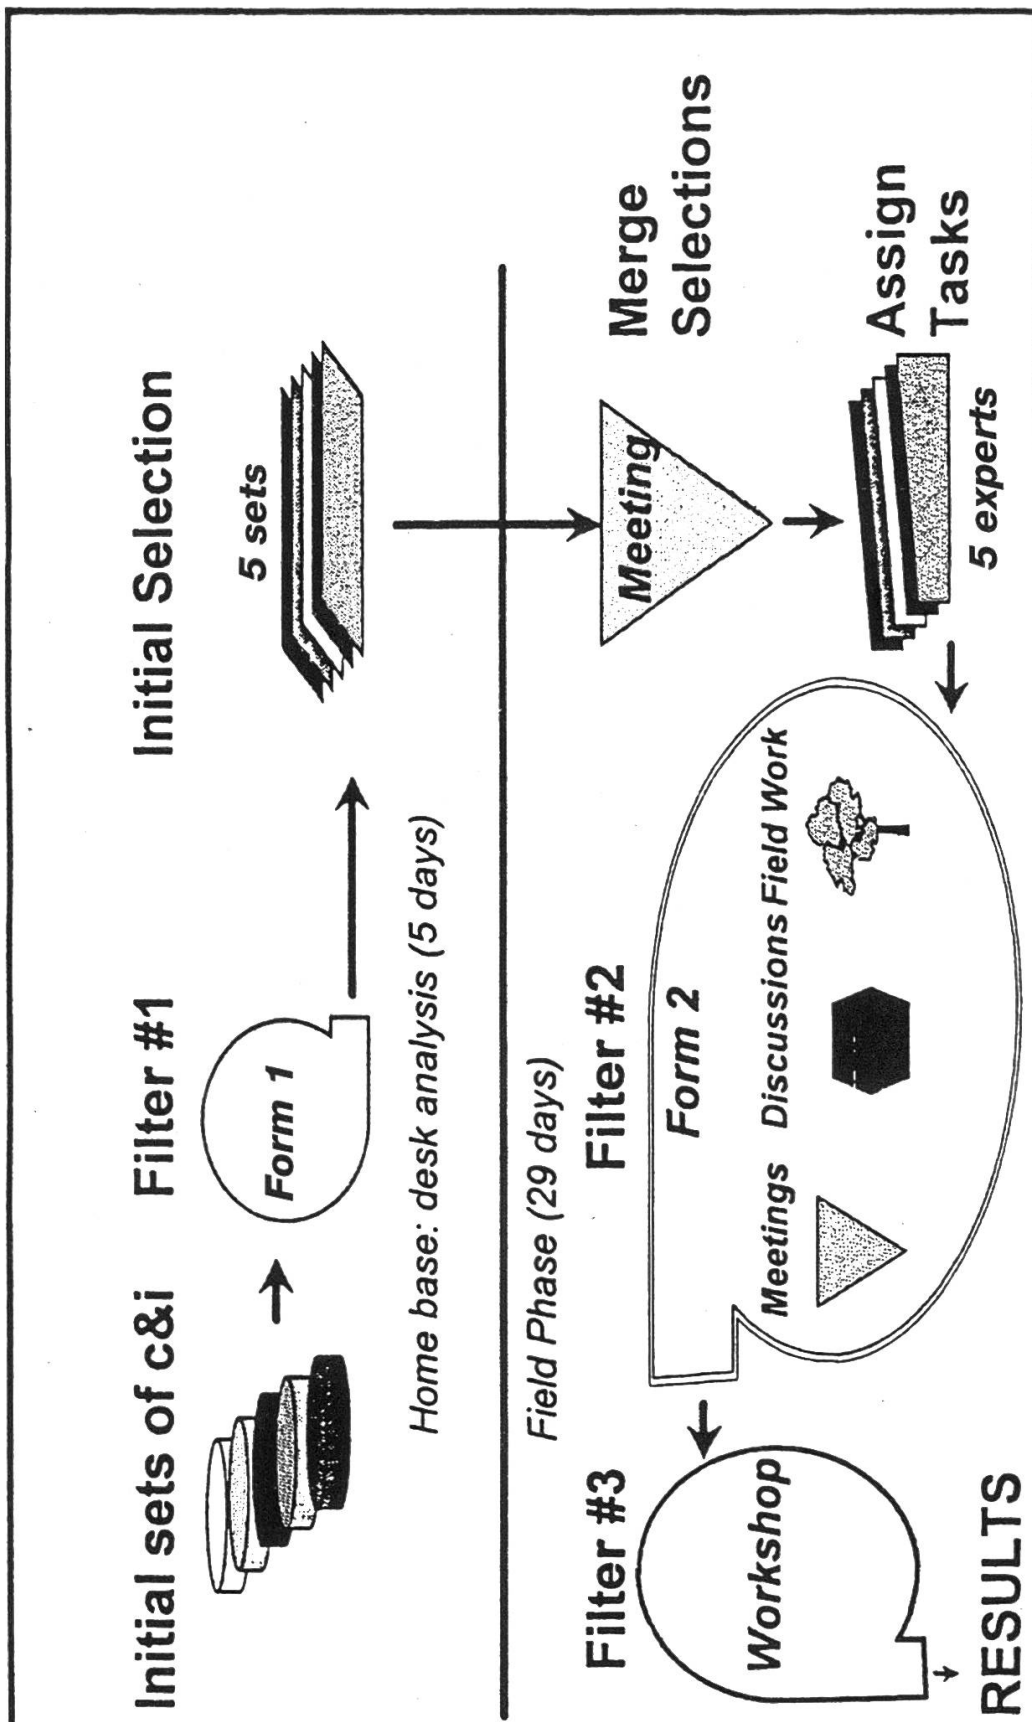 Initial sets of c&i
Filter #1
Initial Selection
Form 1
5 sets
Home base: desk analysis (5 days)
Field Phase (29 days)
Filter #3
Filter #2
Merge
Selections
Workshop
Form 2
Meetings
Discussions
Field Work
Meeting
Assign
Tasks
5 experts
RESULTS